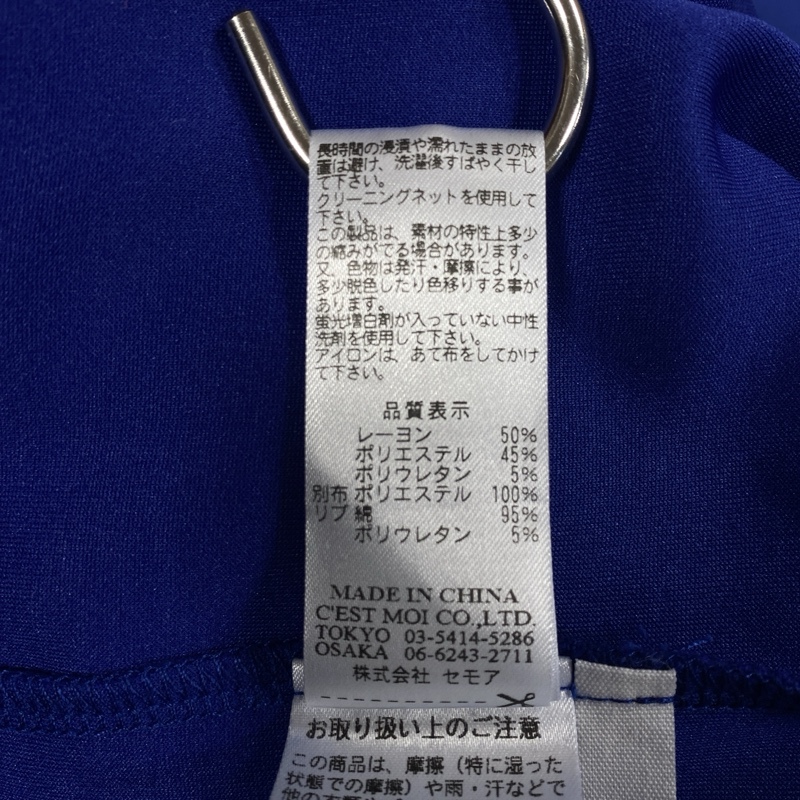 長時間の浸漬や濡れたままの放
置は避け、洗濯後すばやく干し
て下さい。
クリーニングネットを使用して
下さい。
この製品は、素材の特性上多少
の縮みがでる場合があります。
又、色物は発汗・摩擦により、
多少脱色したり色移りする事が
あります。
蛍光増白剤が入っていない中性
洗剤を使用して下さい。
アイロンは、あて布をしてかけ
て下さい。
品質表示
レーヨン 50%
ポリエステル 45%
ポリウレタン 5%
別布 ポリエステル 100%
リブ 綿 95%
ポリウレタン 5%
MADE IN CHINA
C'EST MOI CO.,LTD.
TOKYO 03-5414-5286
OSAKA 06-6243-2711
株式会社 セモア
お取り扱い上のご注意
この商品は、摩擦（特に湿った
状態での摩擦）や雨・汗などで